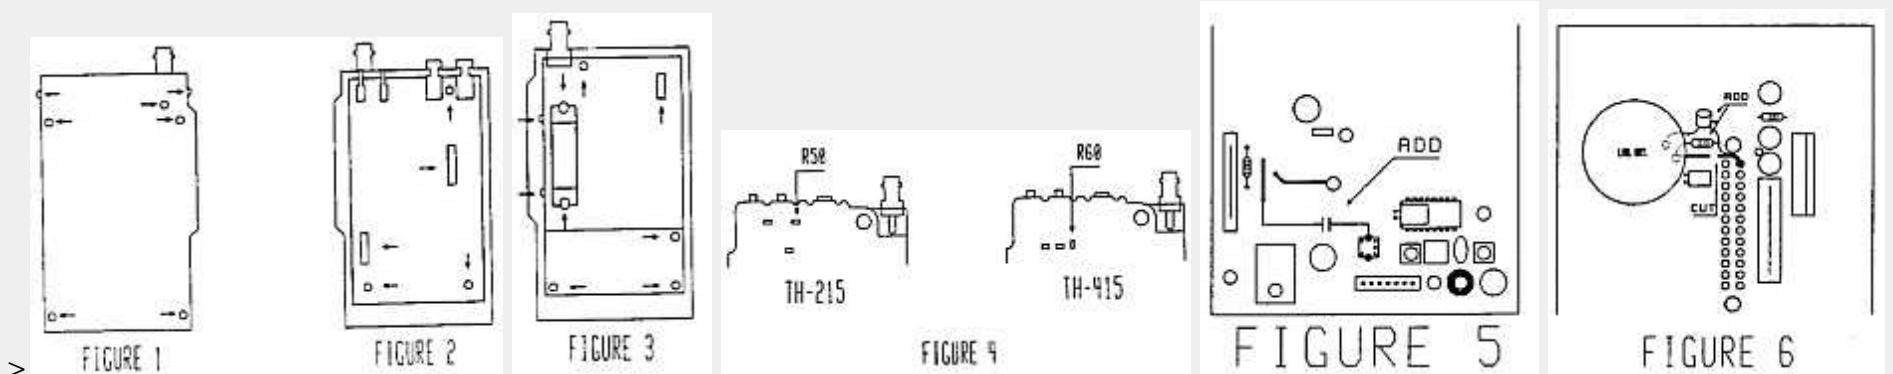 >
FIGURE 1
FIGURE 2
FIGURE 3
R50
R60
TH-215
TH-415
FIGURE 4
ADD
FIGURE 5
ADD
CUT
FIGURE 6